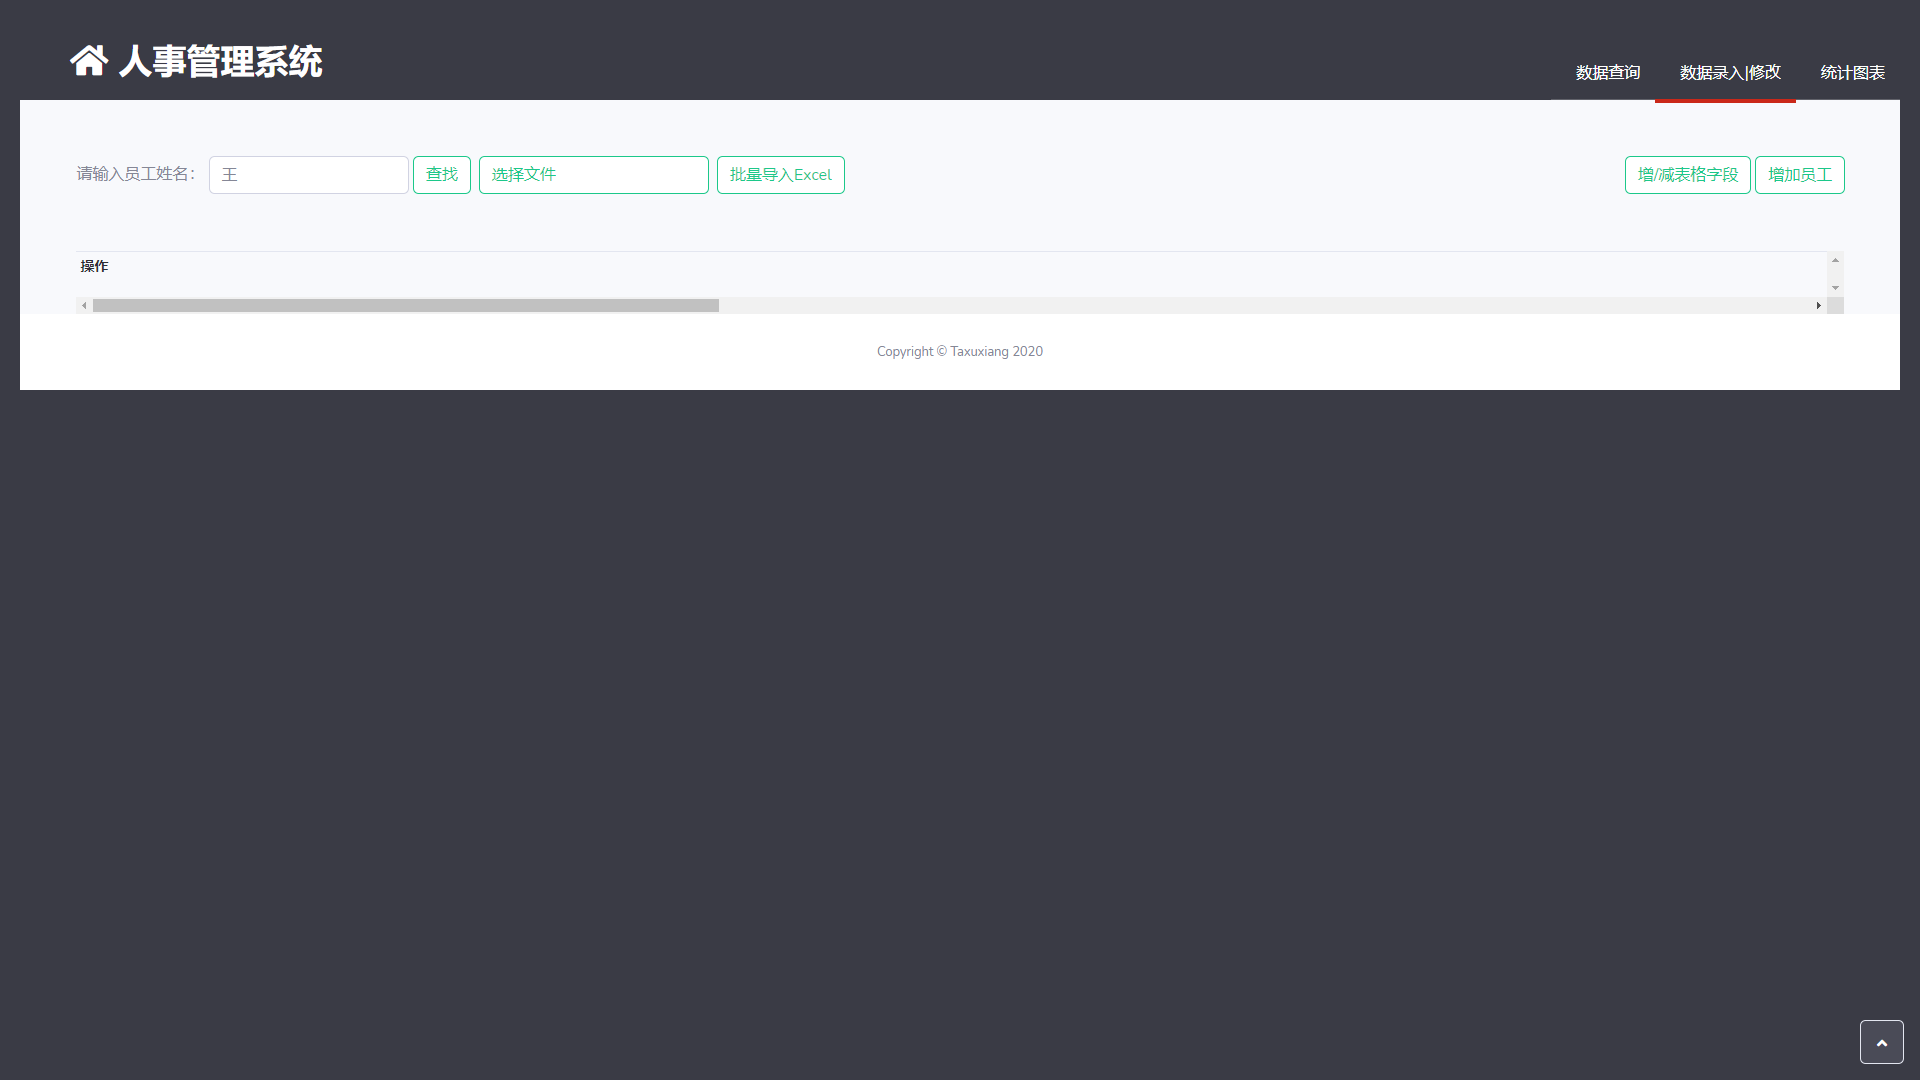 人事管理系统
数据查询 数据录入|修改 统计图表
请输入员工姓名： 王 查找 选择文件 批量导入Excel 增/减表格字段 增加员工
操作
Copyright © Taxuxiang 2020